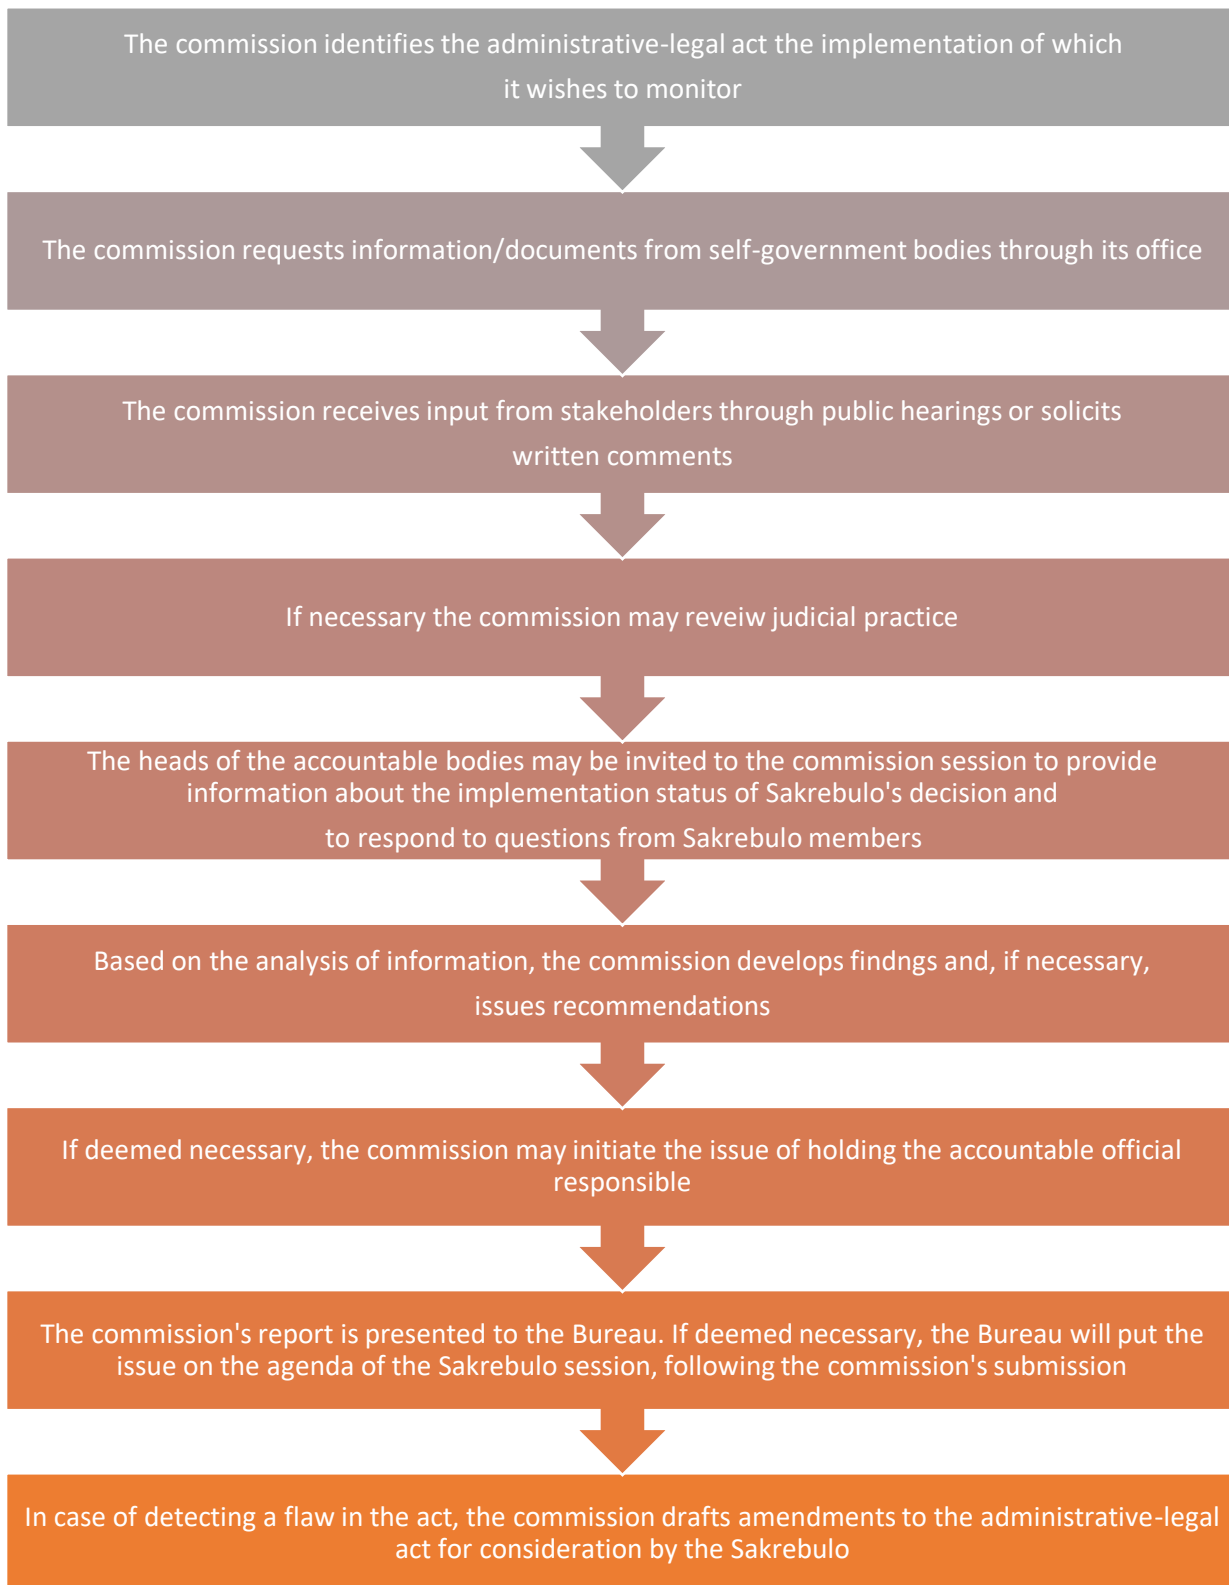 The commission identifies the administrative-legal act the implementation of which
it wishes to monitor
The commission requests information/documents from self-government bodies through its office
The commission receives input from stakeholders through public hearings or solicits
written comments
If necessary the commission may reveiw judicial practice
The heads of the accountable bodies may be invited to the commission session to provide
information about the implementation status of Sakrebulo's decision and
to respond to questions from Sakrebulo members
Based on the analysis of information, the commission develops findngs and, if necessary,
issues recommendations
If deemed necessary, the commission may initiate the issue of holding the accountable official
responsible
The commission's report is presented to the Bureau. If deemed necessary, the Bureau will put the
issue on the agenda of the Sakrebulo session, following the commission's submission
In case of detecting a flaw in the act, the commission drafts amendments to the administrative-legal
act for consideration by the Sakrebulo